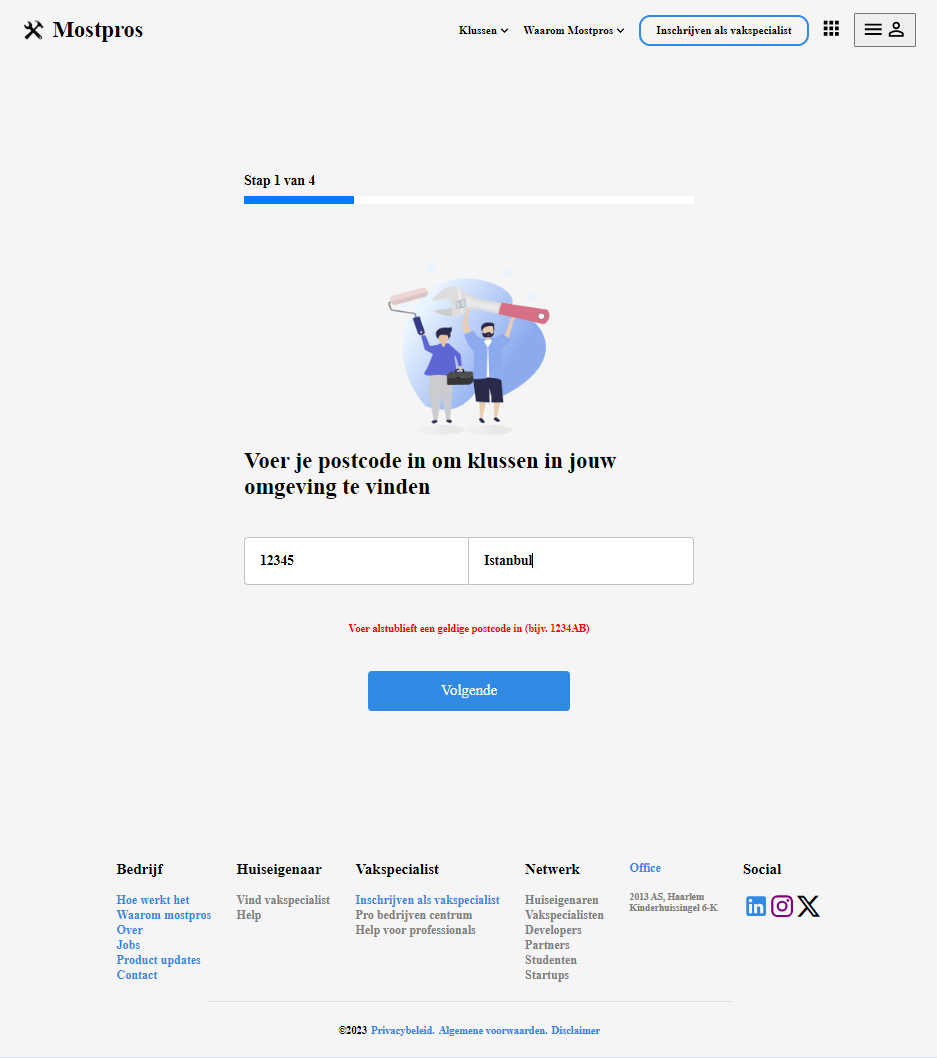 Mostpros
Klussen
Waarom Mostpros
Inschrijven als vakspecialist
Stap 1 van 4
Voer je postcode in om klussen in jouw
omgeving te vinden
12345
Istanbul
Voer alstublieft een geldige postcode in (bijv. 1234AB)
Volgende
Bedrijf
Hoe werkt het
Waarom mostpros
Over
Jobs
Product updates
Contact
Huiseigenaar
Vind vakspecialist
Help
Vakspecialist
Inschrijven als vakspecialist
Pro bedrijven centrum
Help voor professionals
Netwerk
Huiseigenaren
Vakspecialisten
Developers
Partners
Studenten
Startups
Office
2013 AS, Haarlem
Kinderhuissingel 6-K
Social
©2023 Privacybeleid. Algemene voorwaarden. Disclaimer